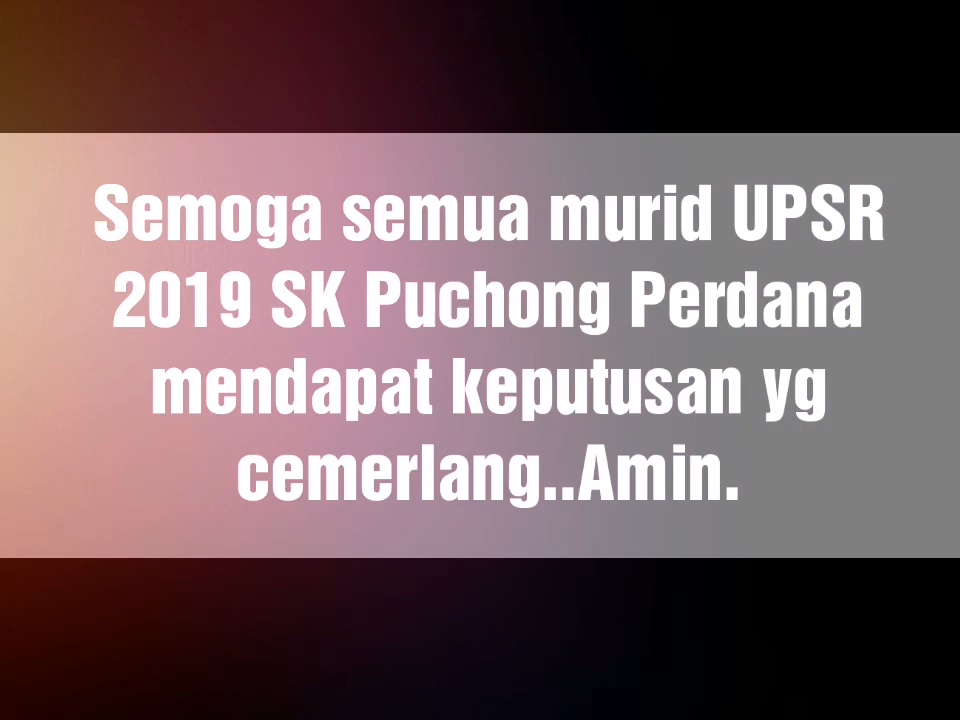 Semoga semua murid UPSR
2019 SK Puchong Perdana
mendapat keputusan yg
cemerlang..Amin.